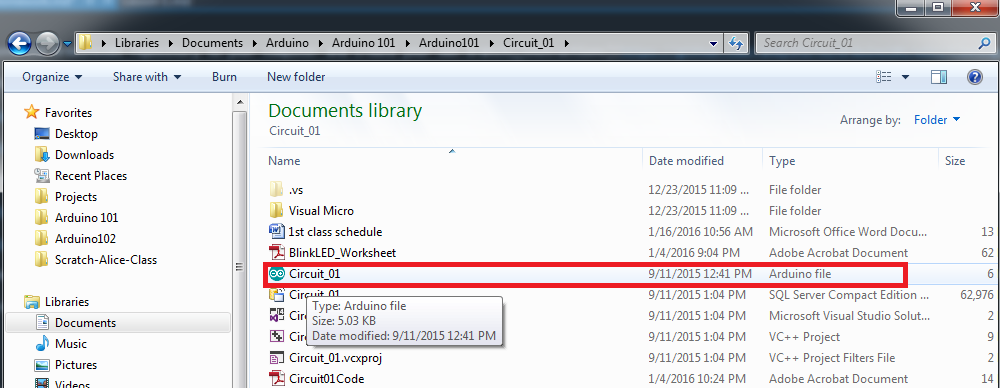 Libraries Documents Arduino Arduino 101 Arduino101 Circuit_01
Search Circuit_01
Organize Share with Burn New folder
Favorites
Desktop
Downloads
Recent Places
Projects
Arduino 101
Arduino102
Scratch-Alice-Class
Libraries
Documents
Music
Pictures
Videos
Documents library
Circuit_01
Arrange by: Folder
Name Date modified Type Size
.vs 12/23/2015 11:09 ... File folder
Visual Micro 12/23/2015 11:09 ... File folder
1st class schedule 1/16/2016 10:56 AM Microsoft Office Word Docu... 13
BlinkLED_Worksheet 1/4/2016 9:04 PM Adobe Acrobat Document 62
Circuit_01 9/11/2015 12:41 PM Arduino file 6
Circuit_01 9/11/2015 1:04 PM SQL Server Compact Edition ... 62,976
Circ 9/11/2015 1:04 PM Microsoft Visual Studio Solut... 2
Circ 9/11/2015 1:04 PM VC++ Project 9
Circuit_01.vcxproj 9/11/2015 1:04 PM VC++ Project Filters File 2
Circuit01Code 1/4/2016 10:24 PM Adobe Acrobat Document 14
Type: Arduino file
Size: 5.03 KB
Date modified: 9/11/2015 12:41 PM